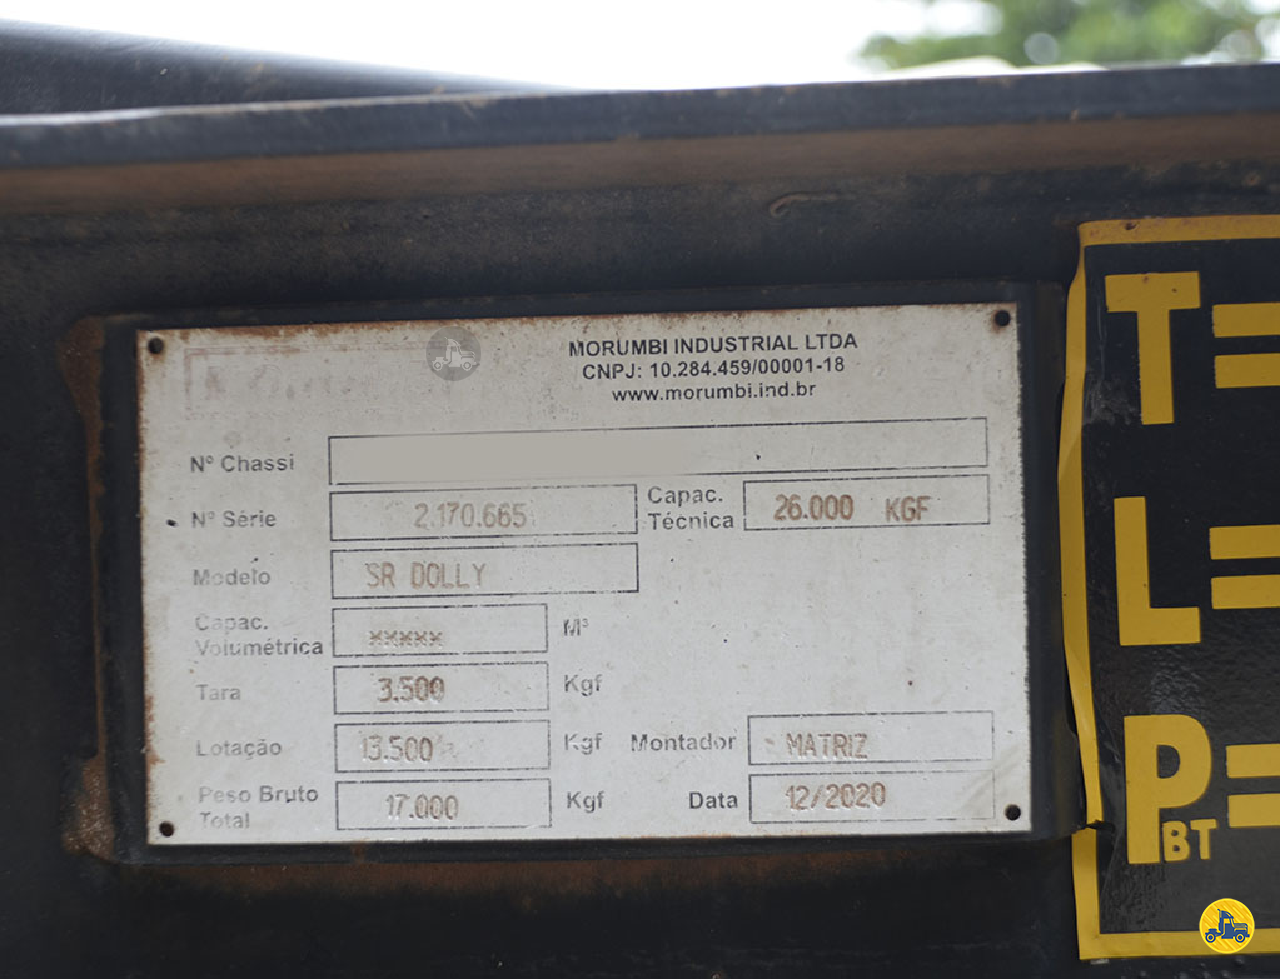 MORUMBI INDUSTRIAL LTDA
CNPJ: 10.284.459/00001-18
www.morumbi.ind.br
Nº Chassi
Nº Série 2.170.665
Capac. Técnica 26.000 KGF
Modelo SR DOLLY
Capac. Volumétrica xxxxx M³
Tara 3.500 Kgf
Lotação 13.500 Kgf
Montador MATRIZ
Peso Bruto Total 17.000 Kgf
Data 12/2020
T=
L=
PBT=